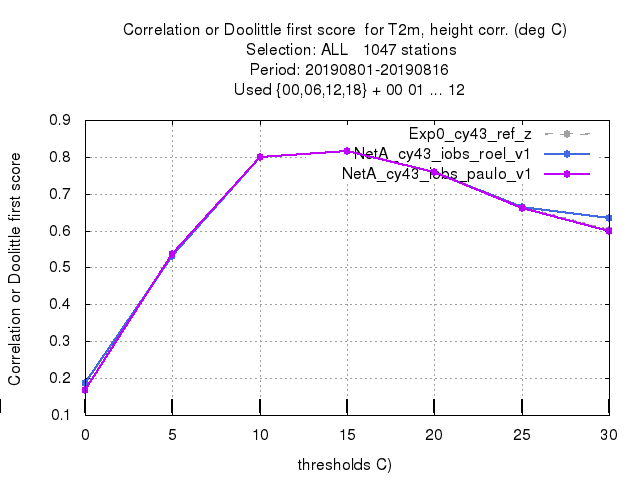 Correlation or Doolittle first score  for T2m, height corr. (deg C)
Selection: ALL   1047 stations
Period: 20190801-20190816
Used {00,06,12,18} + 00 01 ... 12
Correlation or Doolittle first score
0.9
0.8
0.7
0.6
0.5
0.4
0.3
0.2
0.1
Exp0_cy43_ref_z
NetA_cy43_iobs_roel_v1
NetA_cy43_iobs_paulo_v1
0 5 10 15 20 25 30
thresholds C)